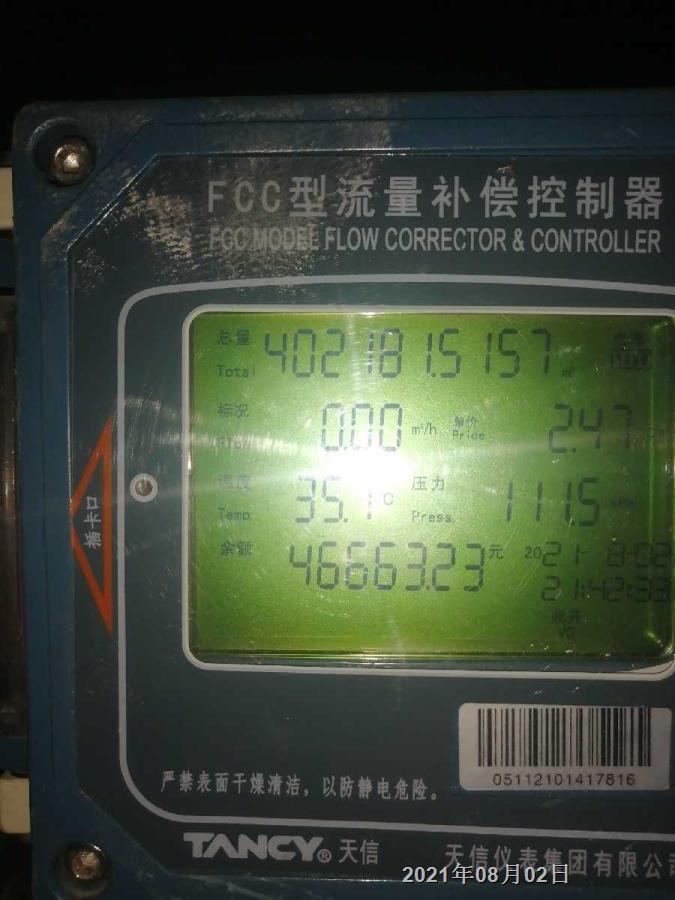 FCC型流量补偿控制器
FCC MODEL FLOW CORRECTOR & CONTROLLER
总量
Total 402181.5157 m³
标况 0.00 m³/h 单价 Price 2.47
温度
Temp 35.1 °C 压力 Press. 111.5
余额 46663.23 元 2021-8-02
21:42:33
阀开
插卡口
05112101417816
严禁表面干燥清洁，以防静电危险。
TANCY® 天信 天信仪表集团有限公司
2021年08月02日